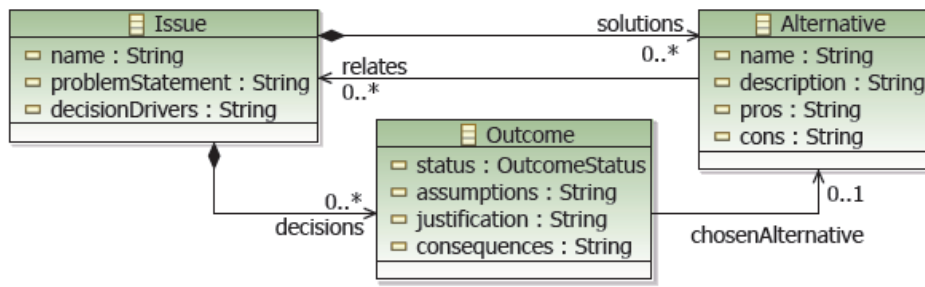 Issue
name : String
problemStatement : String
decisionDrivers : String
solutions
0..*
relates
0..*
Alternative
name : String
description : String
pros : String
cons : String
Outcome
status : OutcomeStatus
assumptions : String
justification : String
consequences : String
0..*
decisions
0..1
chosenAlternative